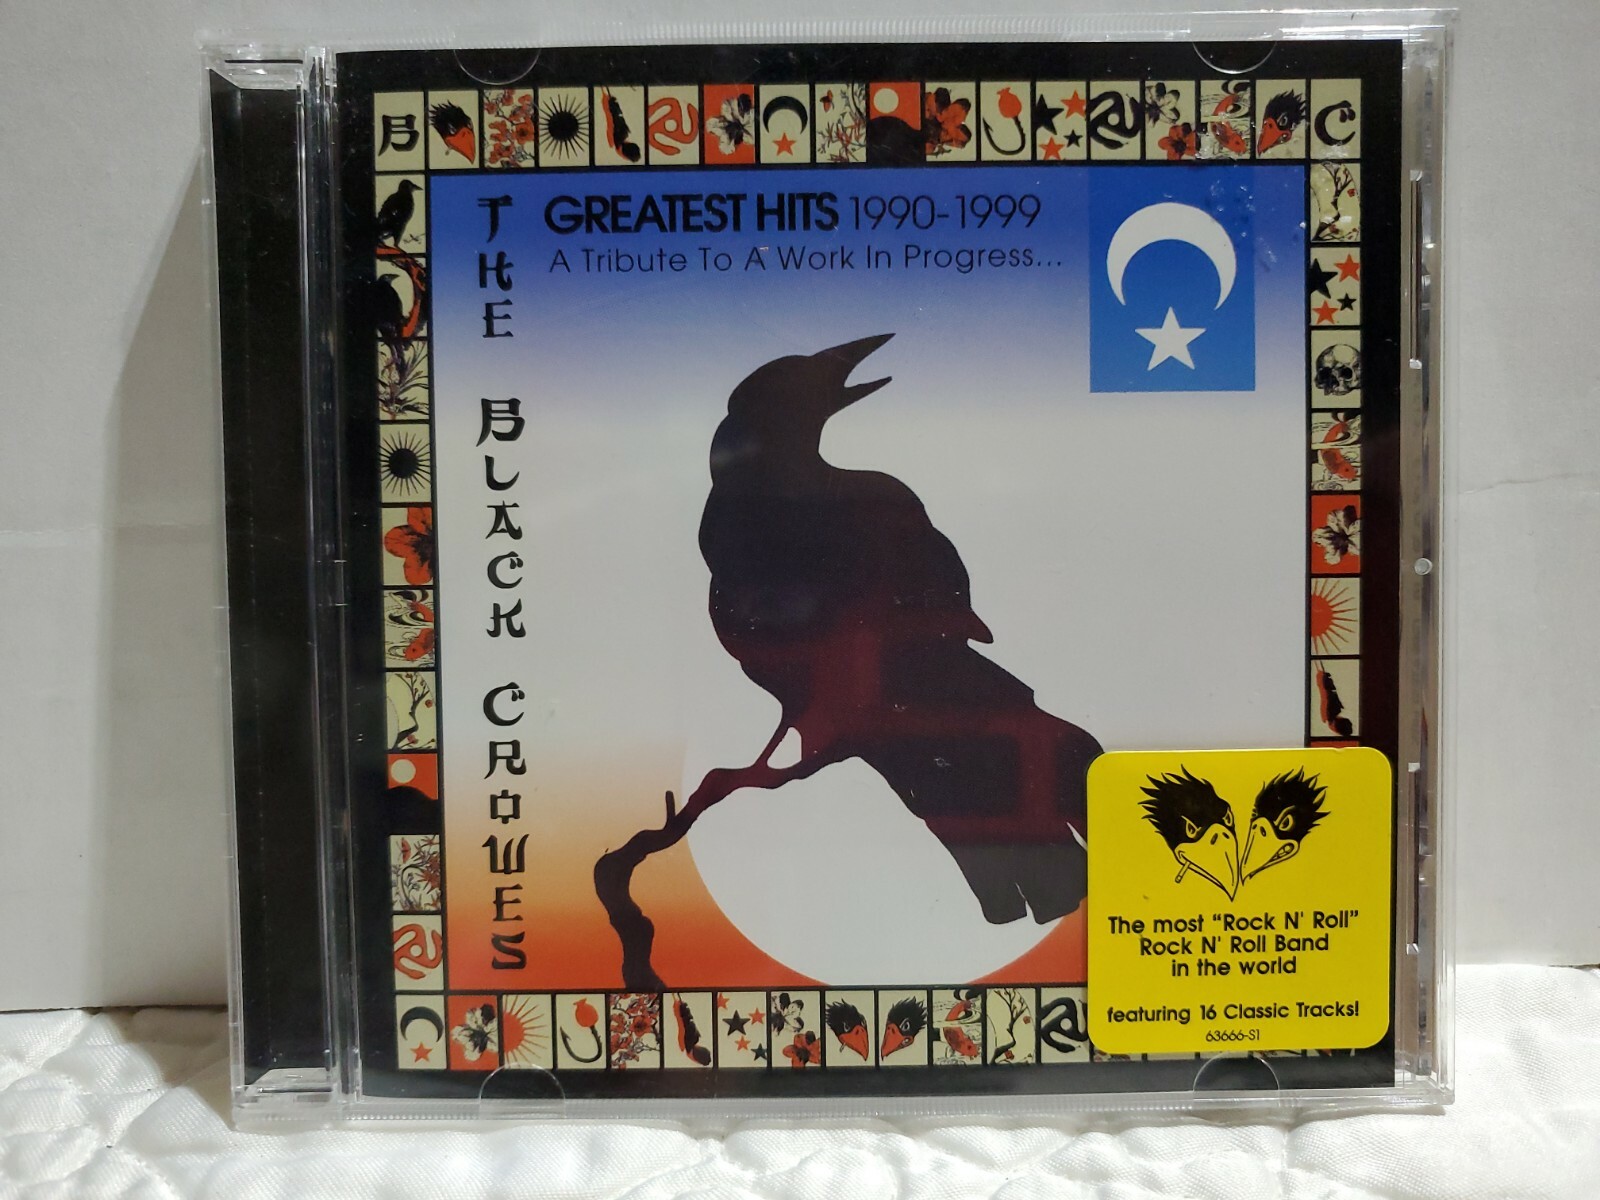 B
C
GREATEST HITS 1990-1999
A Tribute To A Work In Progress...
THE BLACK CROWES
The most "Rock N' Roll"
Rock N' Roll Band
in the world
featuring 16 Classic Tracks!
63666-S1